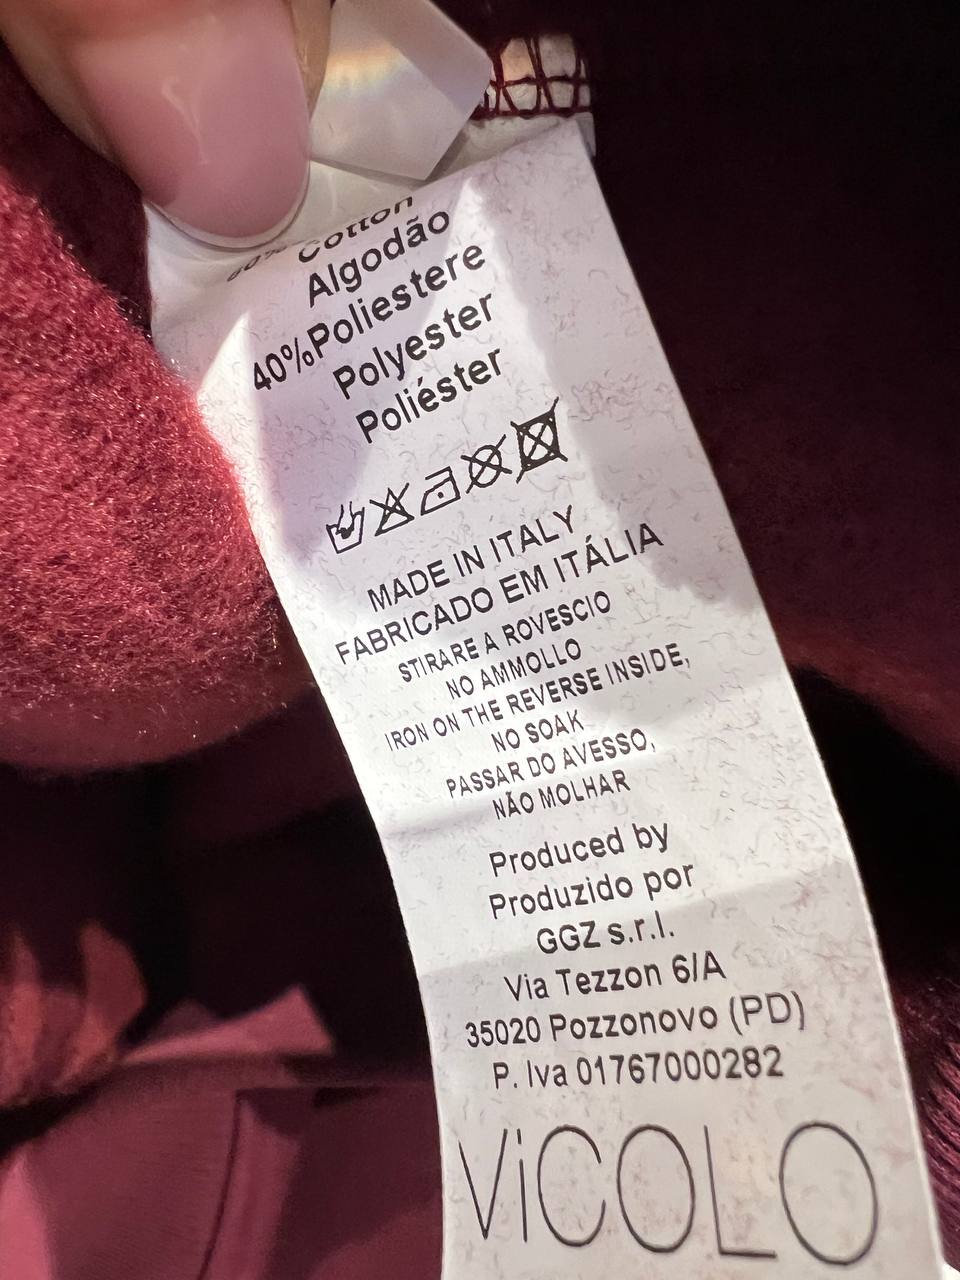 Cotton
Algodão
40%Poliestere
Polyester
Poliéster
MADE IN ITALY
FABRICADO EM ITÁLIA
STIRARE A ROVESCIO
NO AMMOLLO
IRON ON THE REVERSE INSIDE,
NO SOAK
PASSAR DO AVESSO,
NÃO MOLHAR
Produced by
Produzido por
GGZ s.r.l.
Via Tezzon 6/A
35020 Pozzonovo (PD)
P. Iva 01767000282
ViCOLO